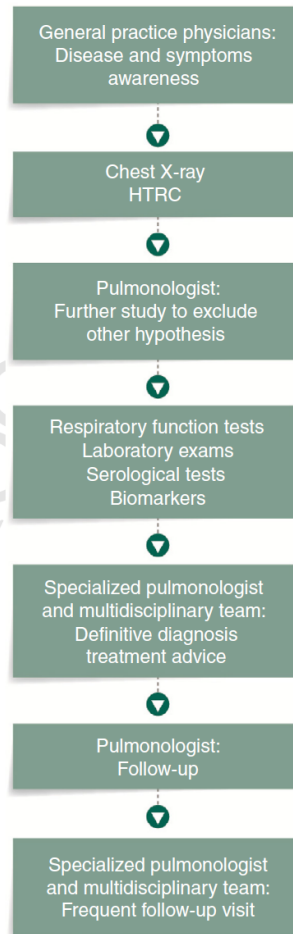 General practice physicians:
Disease and symptoms
awareness
Chest X-ray
HTRC
Pulmonologist:
Further study to exclude
other hypothesis
Respiratory function tests
Laboratory exams
Serological tests
Biomarkers
Specialized pulmonologist
and multidisciplinary team:
Definitive diagnosis
treatment advice
Pulmonologist:
Follow-up
Specialized pulmonologist
and multidisciplinary team:
Frequent follow-up visit